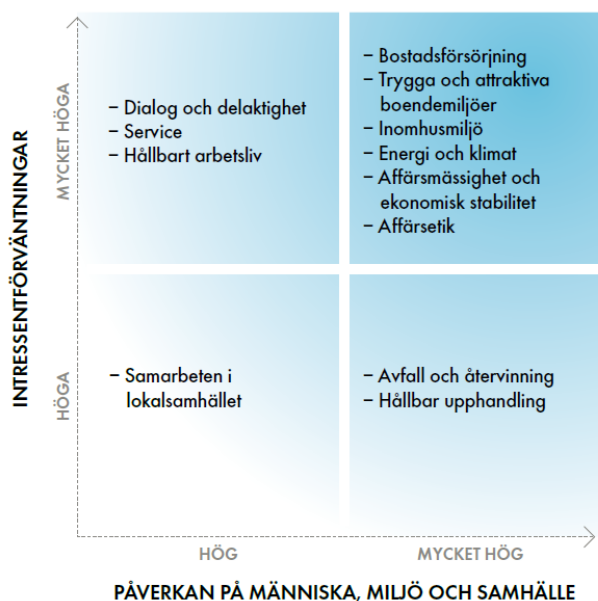 INTRESSENTFÖRVÄNTNINGAR
MYCKET HÖGA
– Dialog och delaktighet
– Service
– Hållbart arbetsliv
– Bostadsförsörjning
– Trygga och attraktiva
boendemiljöer
– Inomhusmiljö
– Energi och klimat
– Affärsmässighet och
ekonomisk stabilitet
– Affärsetik
HÖGA
– Samarbeten i
lokalsamhället
– Avfall och återvinning
– Hållbar upphandling
HÖG
MYCKET HÖG
PÅVERKAN PÅ MÄNNISKA, MILJÖ OCH SAMHÄLLE